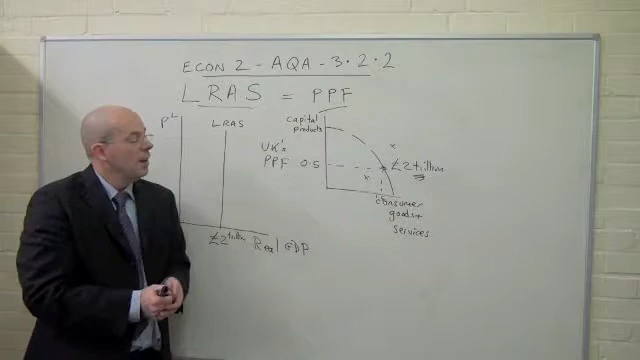 ECON 2 - AQA - 3.2.2
LRAS = PPF
PL
LRAS
£2 trillion Real GDP
capital
products
UK's
PPF 0.5
x
x
£2 trillion
consumer
goods +
services